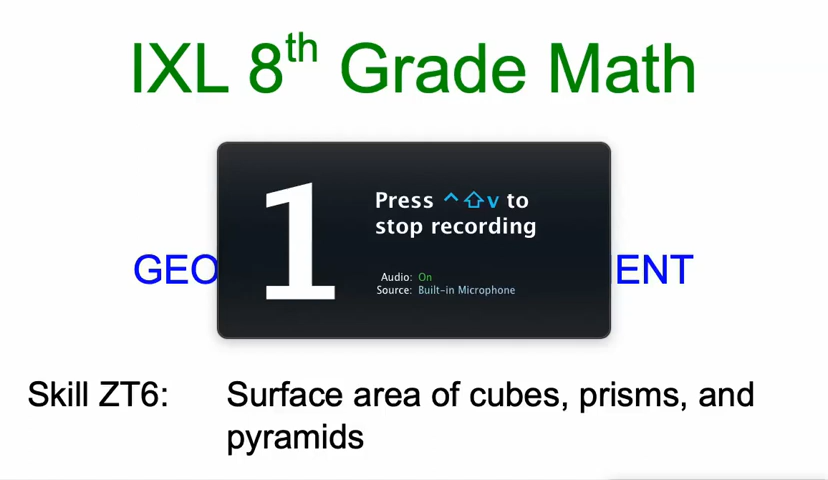 IXL 8th Grade Math
1
Press ^⇧v to
stop recording
Audio: On
Source: Built-in Microphone
GEO ENT
Skill ZT6: Surface area of cubes, prisms, and
pyramids